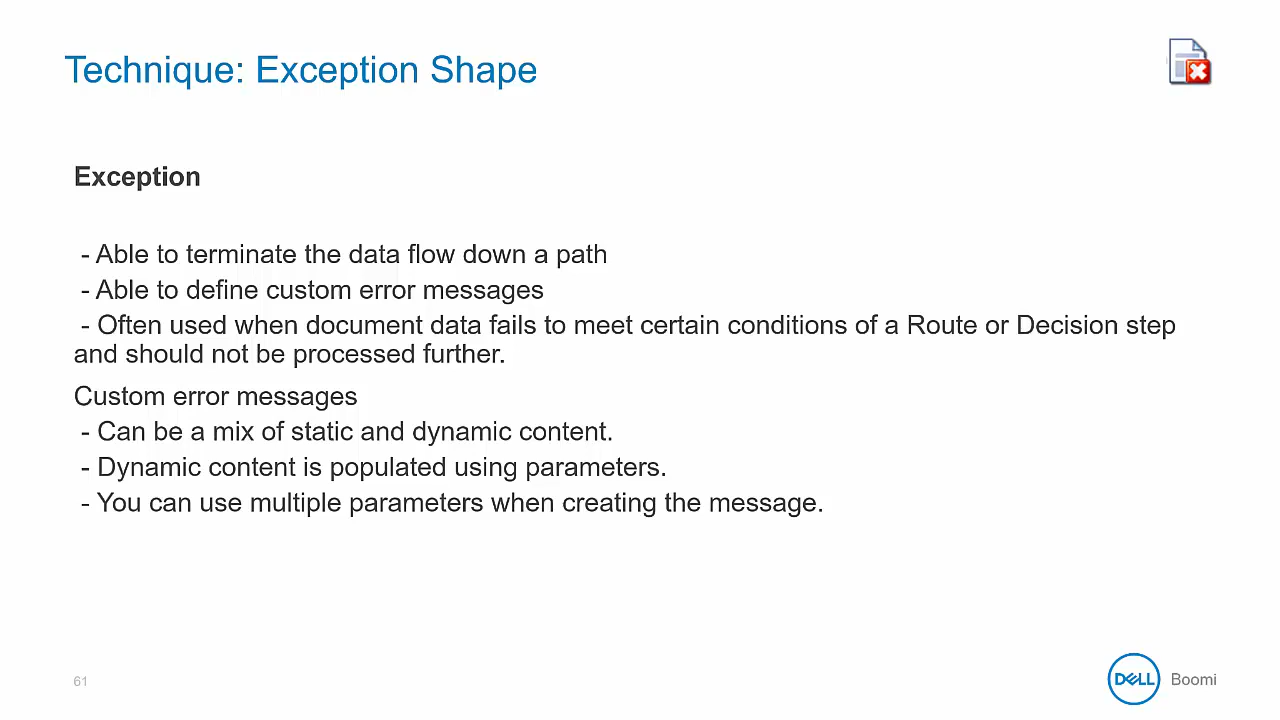 Technique: Exception Shape
Exception
- Able to terminate the data flow down a path
- Able to define custom error messages
- Often used when document data fails to meet certain conditions of a Route or Decision step
and should not be processed further.
Custom error messages
- Can be a mix of static and dynamic content.
- Dynamic content is populated using parameters.
- You can use multiple parameters when creating the message.
61
DELL Boomi